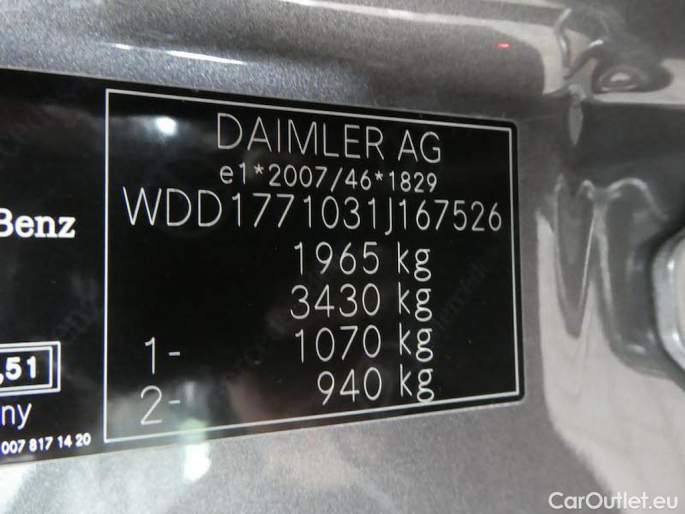 DAIMLER AG
e1*2007/46*1829
WDD1771031J167526
Benz
1965 kg
3430 kg
1- 1070 kg
2- 940 kg
,51
ny
007 817 14 20
CarOutlet.eu